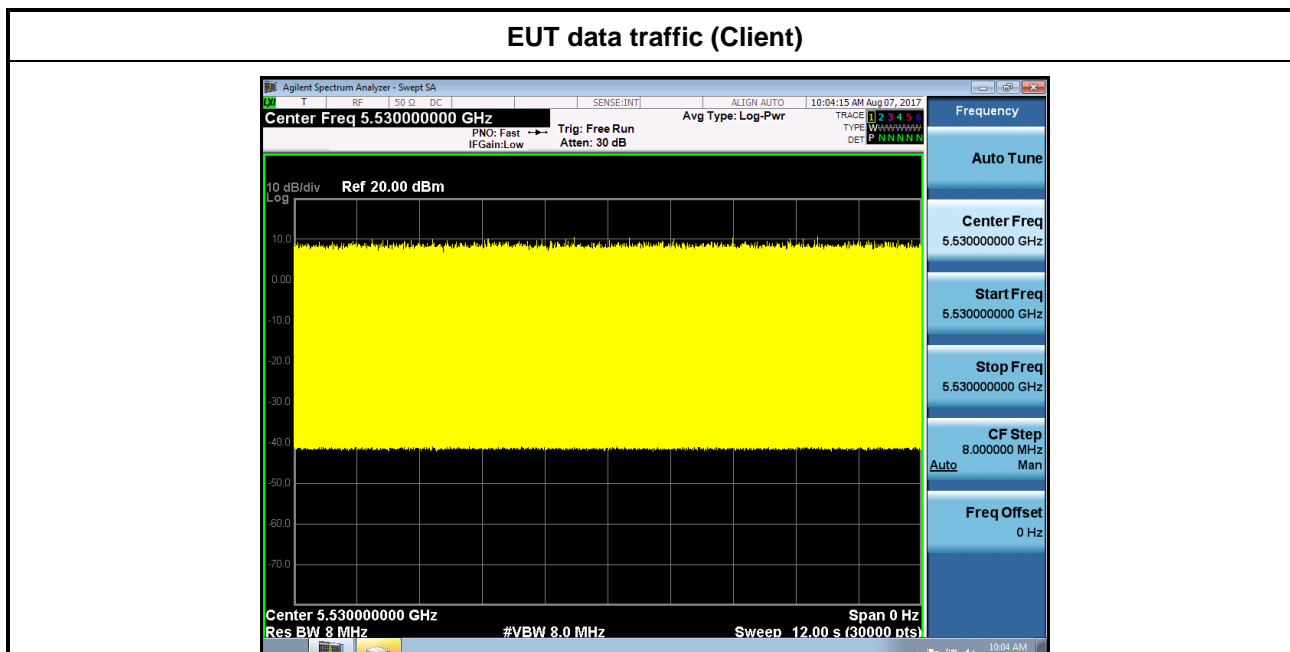 EUT data traffic (Client)
Agilent Spectrum Analyzer - Swept SA
LXI T RF 50 Ω DC SENSE:INT ALIGN AUTO 10:04:15 AM Aug 07, 2017
Center Freq 5.530000000 GHz
PNO: Fast
IFGain:Low
Trig: Free Run
Atten: 30 dB
Avg Type: Log-Pwr
TRACE 1 2 3 4 5 6
TYPE WWWWWW
DET P N N N N N
10 dB/div Ref 20.00 dBm
Log
10.0
0.00
-10.0
-20.0
-30.0
-40.0
-50.0
-60.0
-70.0
Center 5.530000000 GHz Span 0 Hz
Res BW 8 MHz #VBW 8.0 MHz Sweep 12.00 s (30000 pts)
Frequency
Auto Tune
Center Freq
5.530000000 GHz
Start Freq
5.530000000 GHz
Stop Freq
5.530000000 GHz
CF Step
8.000000 MHz
Auto Man
Freq Offset
0 Hz
10:04 AM